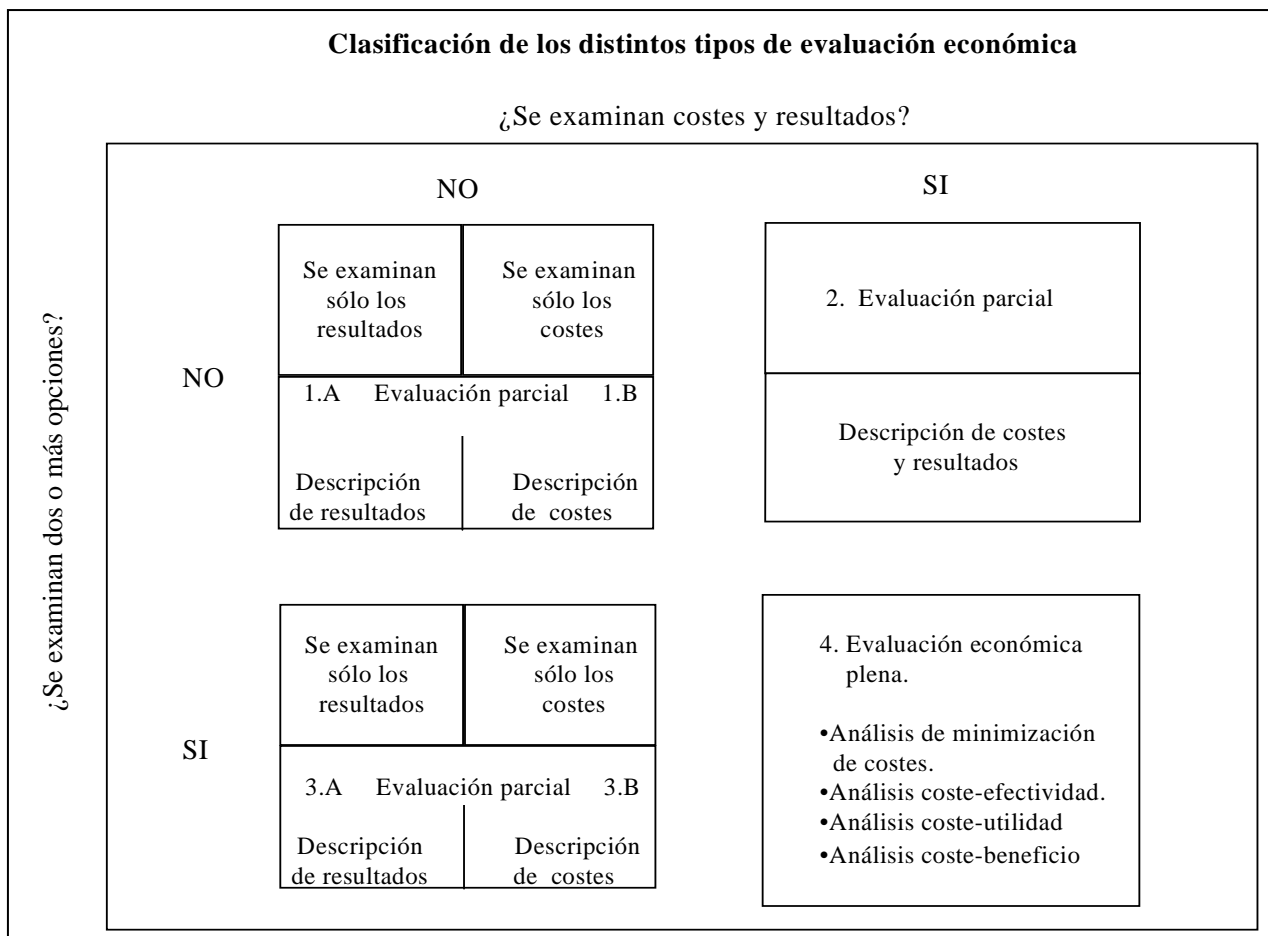 Clasificación de los distintos tipos de evaluación económica
¿Se examinan costes y resultados?
¿Se examinan dos o más opciones?
NO
SI
NO
Se examinan
sólo los
resultados
Se examinan
sólo los
costes
1.A Evaluación parcial 1.B
Descripción
de resultados
Descripción
de costes
2. Evaluación parcial
Descripción de costes
y resultados
SI
Se examinan
sólo los
resultados
Se examinan
sólo los
costes
3.A Evaluación parcial 3.B
Descripción
de resultados
Descripción
de costes
4. Evaluación económica
plena.
•Análisis de minimización
de costes.
•Análisis coste-efectividad.
•Análisis coste-utilidad
•Análisis coste-beneficio